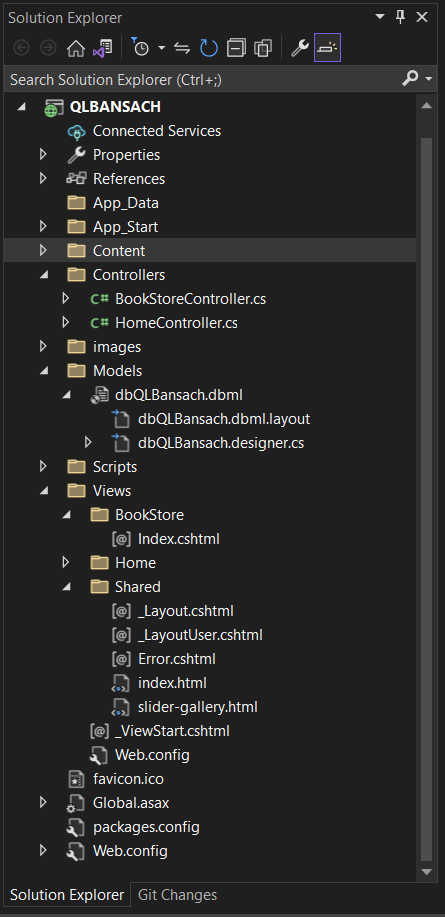 Solution Explorer
Search Solution Explorer (Ctrl+;)
QLBANSACH
Connected Services
Properties
References
App_Data
App_Start
Content
Controllers
C# BookStoreController.cs
C# HomeController.cs
images
Models
dbQLBansach.dbml
dbQLBansach.dbml.layout
dbQLBansach.designer.cs
Scripts
Views
BookStore
[@] Index.cshtml
Home
Shared
[@] _Layout.cshtml
[@] _LayoutUser.cshtml
[@] Error.cshtml
index.html
slider-gallery.html
[@] _ViewStart.cshtml
Web.config
favicon.ico
Global.asax
packages.config
Web.config
Solution Explorer Git Changes